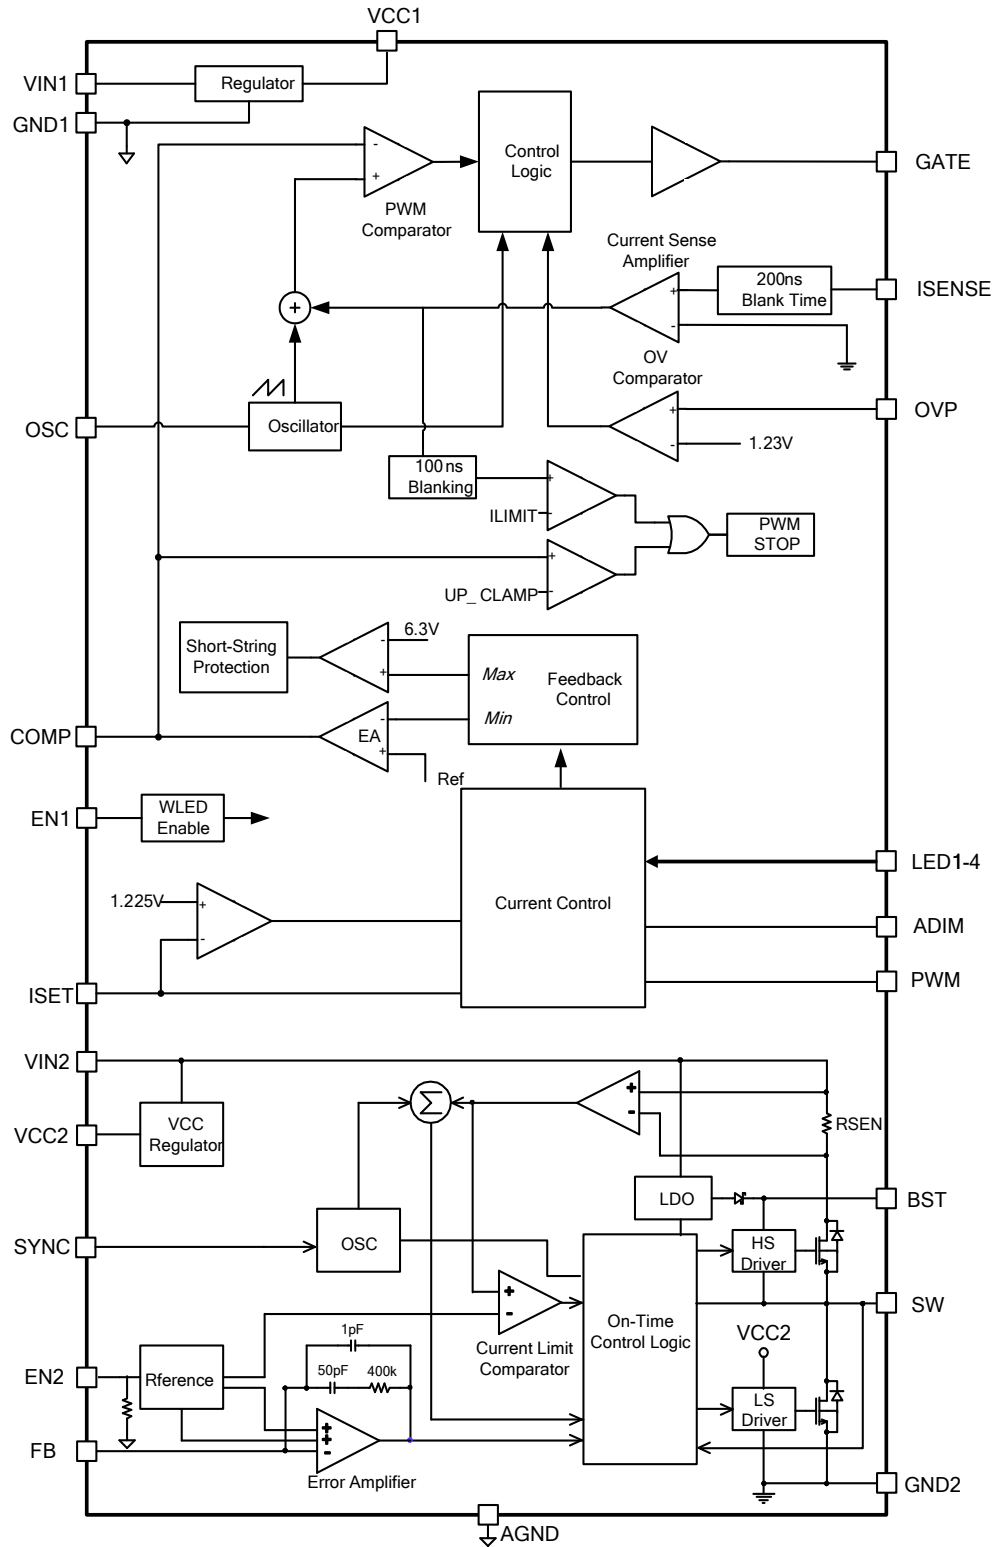 VCC1
VIN1
Regulator
GND1
-
+
PWM
Comparator
Control
Logic
GATE
Current Sense
Amplifier
+
-
200ns
Blank Time
ISENSE
+
OV
Comparator
+
-
1.23V
OVP
OSC
Oscillator
100ns
Blanking
+
-
ILIMIT
+
-
UP_ CLAMP
PWM
STOP
Short-String
Protection
-
+
6.3V
Max
Min
Feedback
Control
COMP
EA
-
+
Ref
EN1
WLED
Enable
1.225V
+
-
Current Control
LED1-4
ADIM
PWM
ISET
VIN2
VCC2
VCC
Regulator
Σ
+
-
RSEN
LDO
BST
SYNC
OSC
HS
Driver
+
-
Current Limit
Comparator
On-Time
Control Logic
SW
VCC2
1pF
50pF
400k
EN2
Rference
LS
Driver
FB
+
+
-
Error Amplifier
GND2
AGND